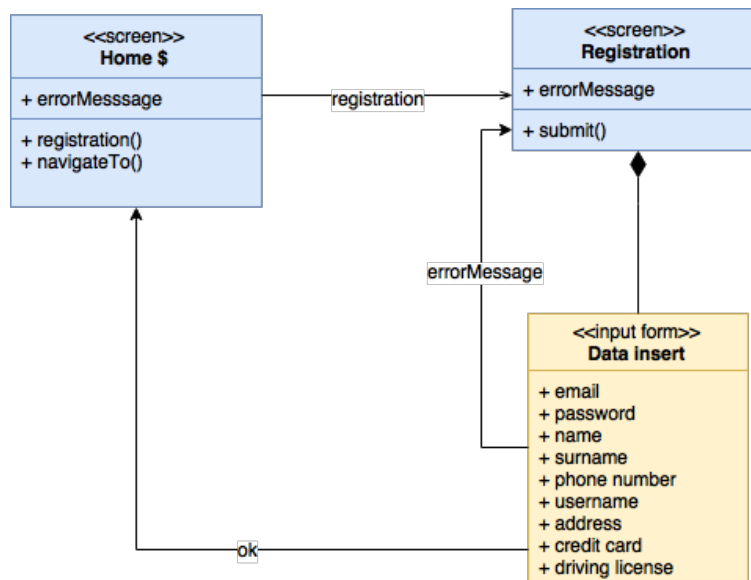 <<screen>>
Home $
+ errorMesssage
+ registration()
+ navigateTo()
registration
<<screen>>
Registration
+ errorMessage
+ submit()
errorMessage
<<input form>>
Data insert
+ email
+ password
+ name
+ surname
+ phone number
+ username
+ address
+ credit card
+ driving license
ok